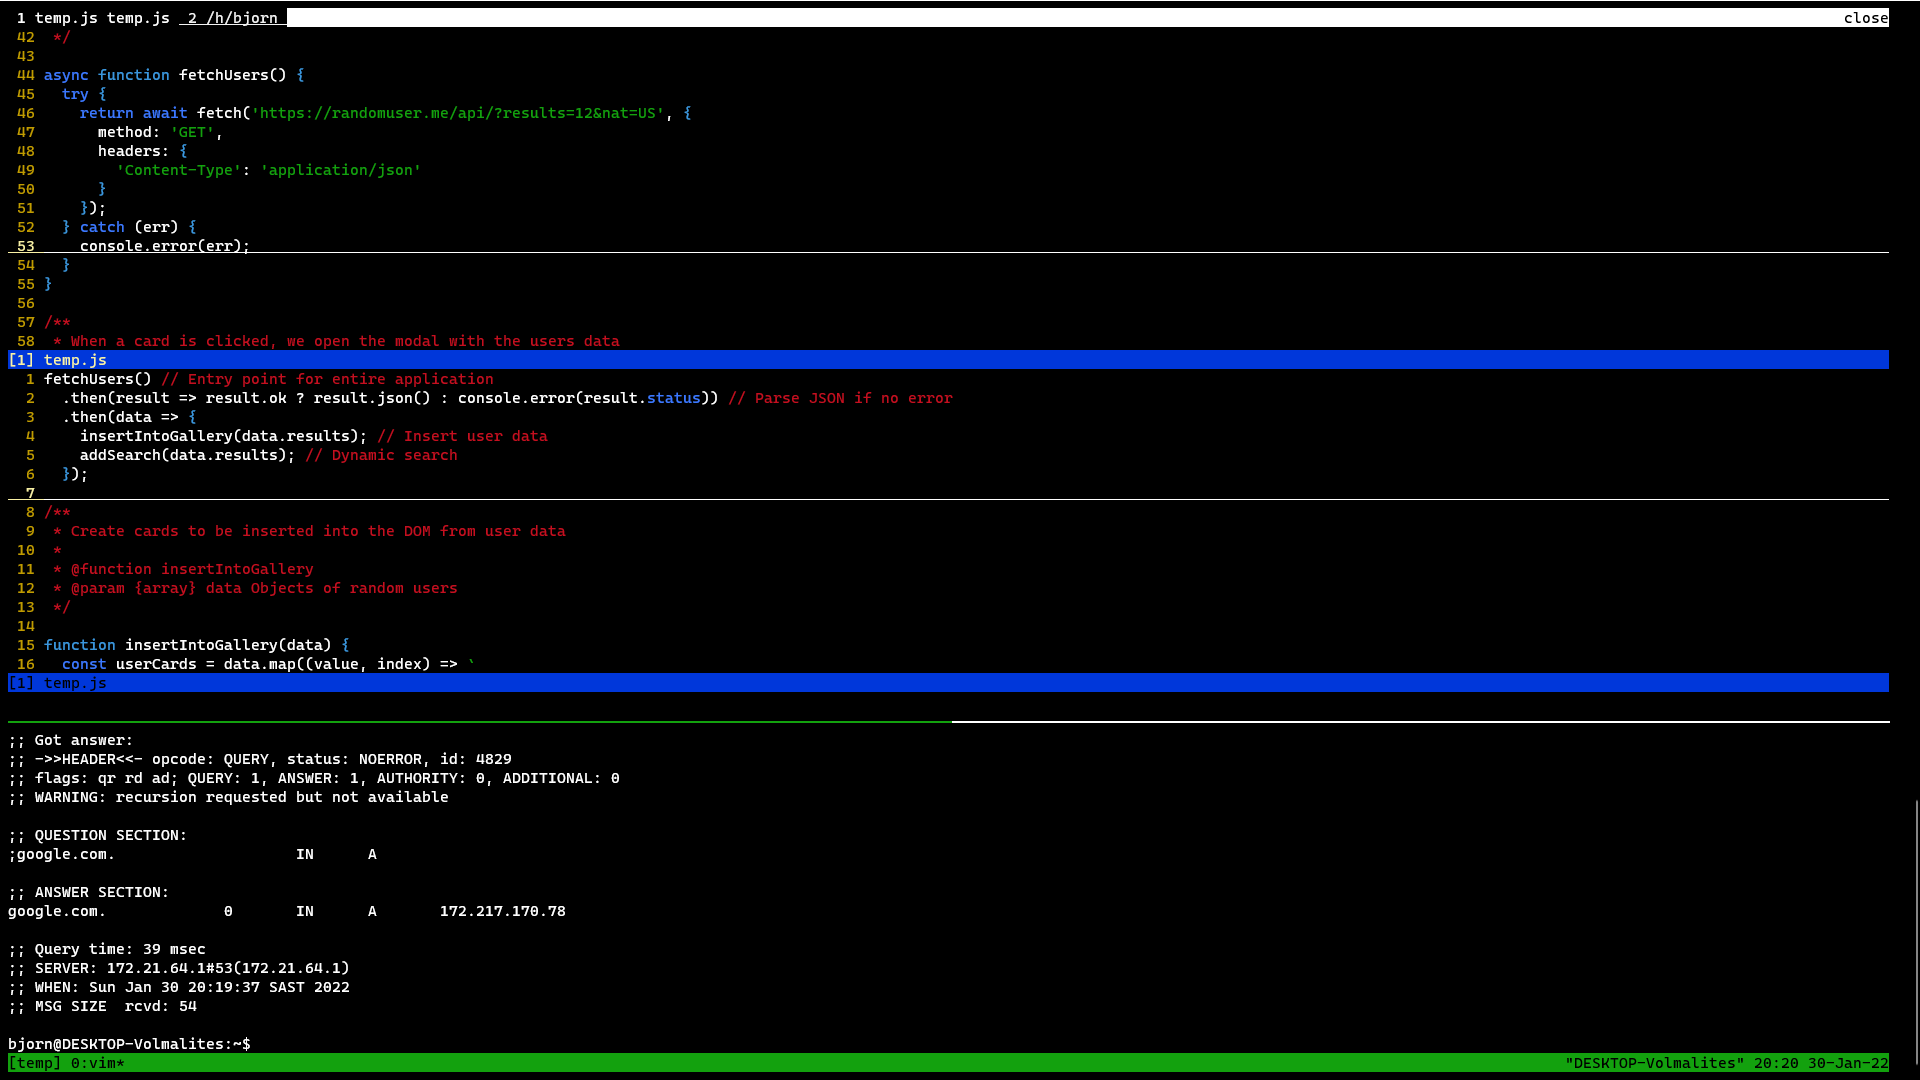 1 temp.js temp.js  2 /h/bjorn close
42  */
43
44 async function fetchUsers() {
45   try {
46     return await fetch('https://randomuser.me/api/?results=12&nat=US', {
47       method: 'GET',
48       headers: {
49         'Content-Type': 'application/json'
50       }
51     });
52   } catch (err) {
53     console.error(err);
54   }
55 }
56
57 /**
58  * When a card is clicked, we open the modal with the users data
[1] temp.js
1 fetchUsers() // Entry point for entire application
2   .then(result => result.ok ? result.json() : console.error(result.status)) // Parse JSON if no error
3   .then(data => {
4     insertIntoGallery(data.results); // Insert user data
5     addSearch(data.results); // Dynamic search
6   });
7
8 /**
9  * Create cards to be inserted into the DOM from user data
10  *
11  * @function insertIntoGallery
12  * @param {array} data Objects of random users
13  */
14
15 function insertIntoGallery(data) {
16   const userCards = data.map((value, index) => `
[1] temp.js
;; Got answer:
;; ->>HEADER<<- opcode: QUERY, status: NOERROR, id: 4829
;; flags: qr rd ad; QUERY: 1, ANSWER: 1, AUTHORITY: 0, ADDITIONAL: 0
;; WARNING: recursion requested but not available
;; QUESTION SECTION:
;google.com.                    IN      A
;; ANSWER SECTION:
google.com.             0       IN      A       172.217.170.78
;; Query time: 39 msec
;; SERVER: 172.21.64.1#53(172.21.64.1)
;; WHEN: Sun Jan 30 20:19:37 SAST 2022
;; MSG SIZE  rcvd: 54
bjorn@DESKTOP-Volmalites:~$
[temp] 0:vim* "DESKTOP-Volmalites" 20:20 30-Jan-22